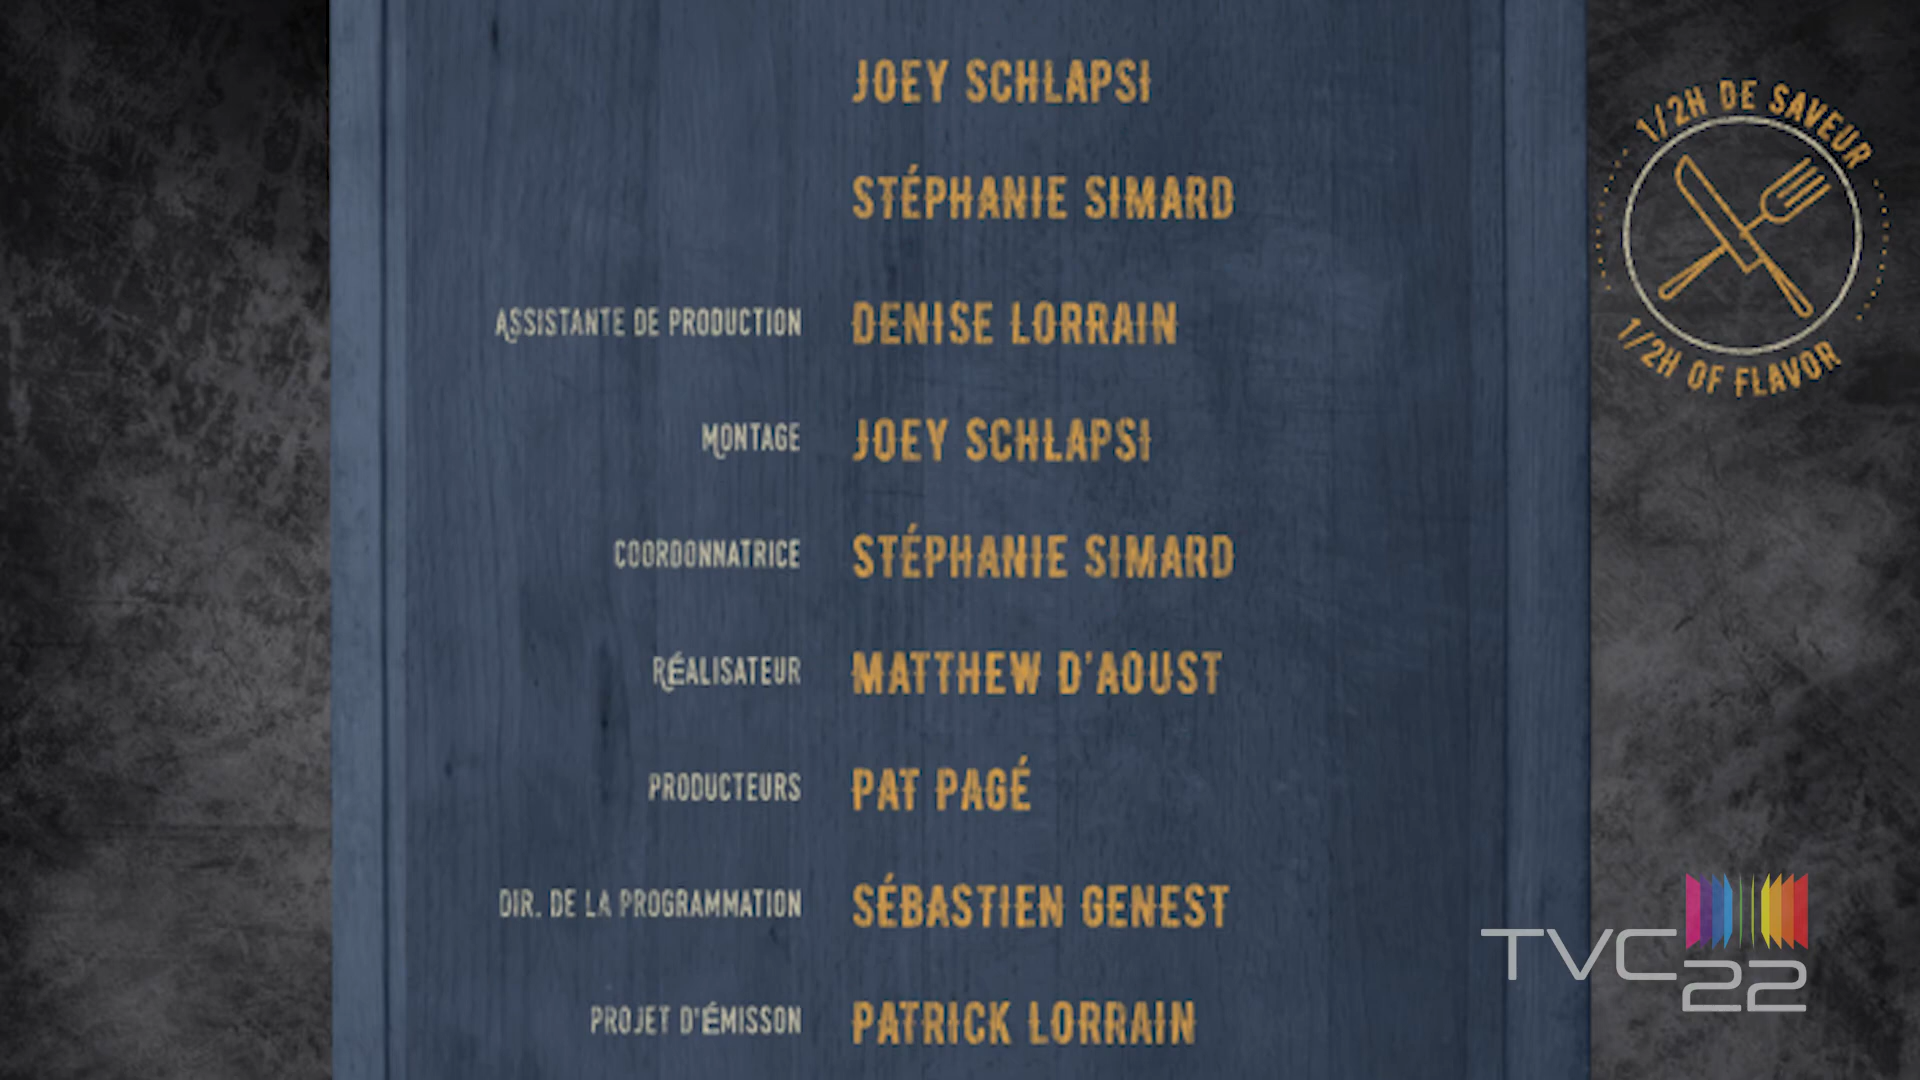 JOEY SCHLAPSI
STÉPHANIE SIMARD
ASSISTANTE DE PRODUCTION DENISE LORRAIN
MONTAGE JOEY SCHLAPSI
COORDONNATRICE STÉPHANIE SIMARD
RÉALISATEUR MATTHEW D'AOUST
PRODUCTEURS PAT PAGÉ
DIR. DE LA PROGRAMMATION SÉBASTIEN GENEST
PROJET D'ÉMISSON PATRICK LORRAIN
1/2H DE SAVEUR
1/2H OF FLAVOR
TVC
22